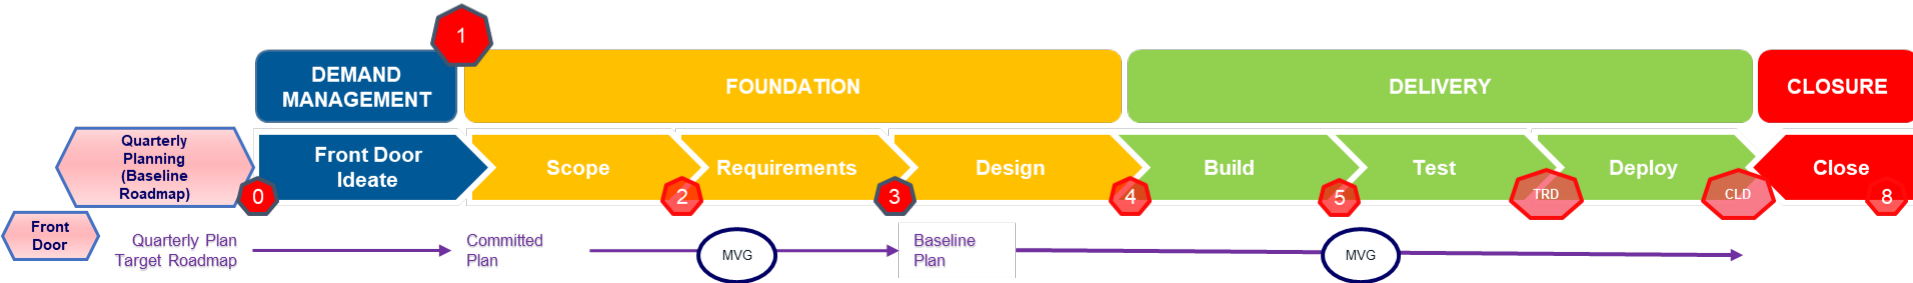 1
DEMAND
MANAGEMENT
FOUNDATION
DELIVERY
CLOSURE
Quarterly
Planning
(Baseline
Roadmap)
Front Door
Ideate
Scope
Requirements
Design
Build
Test
Deploy
Close
0
2
3
4
5
TRD
CLD
8
Front
Door
Quarterly Plan
Target Roadmap
Committed
Plan
MVG
Baseline
Plan
MVG